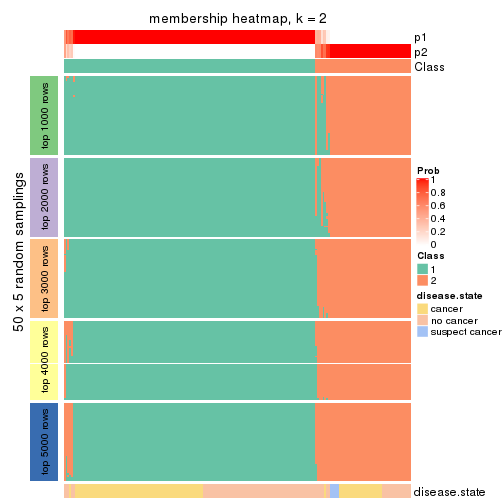 membership heatmap, k = 2
p1
p2
Class
50 x 5 random samplings
top 1000 rows
top 2000 rows
top 3000 rows
top 4000 rows
top 5000 rows
Prob
1
0.8
0.6
0.4
0.2
0
Class
1
2
disease.state
cancer
no cancer
suspect cancer
disease.state